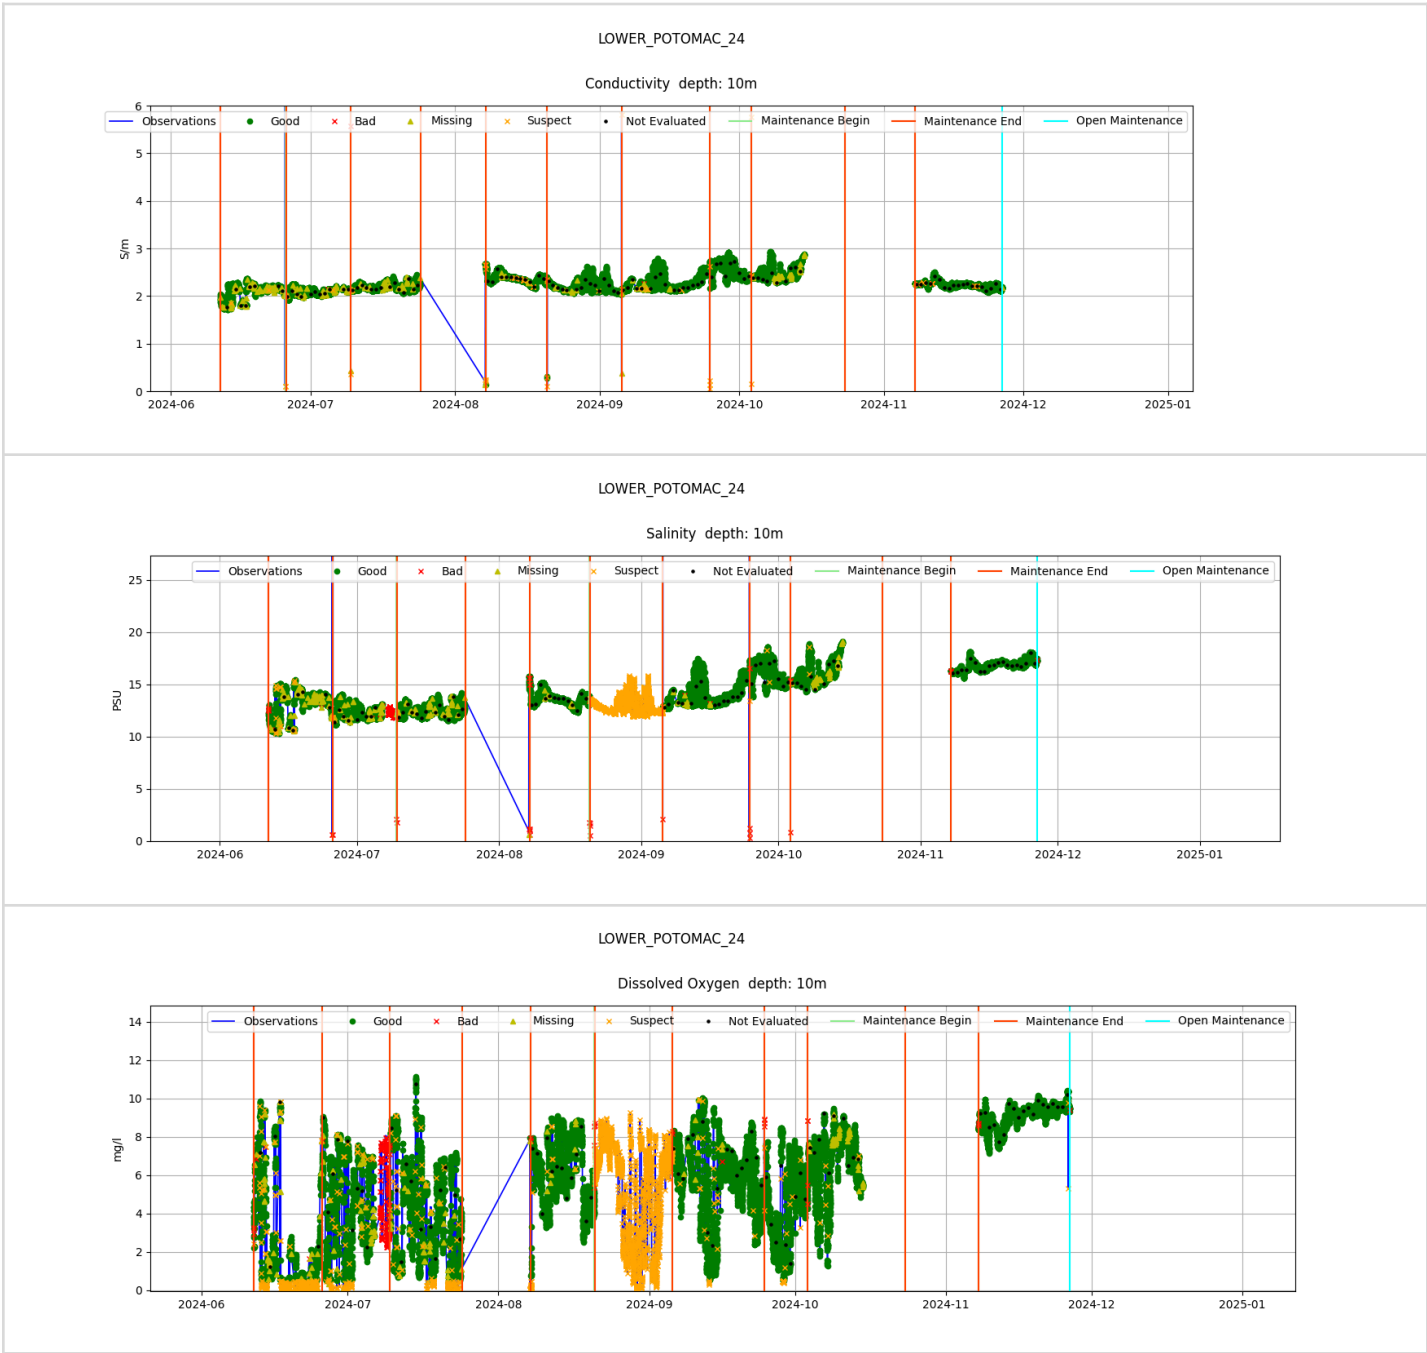 LOWER_POTOMAC_24
Conductivity depth: 10m
Observations Good Bad Missing Suspect Not Evaluated Maintenance Begin Maintenance End Open Maintenance
6
5
4
3
2
1
0
S/m
2024-06 2024-07 2024-08 2024-09 2024-10 2024-11 2024-12 2025-01
LOWER_POTOMAC_24
Salinity depth: 10m
Observations Good Bad Missing Suspect Not Evaluated Maintenance Begin Maintenance End Open Maintenance
25
20
15
10
5
0
PSU
2024-06 2024-07 2024-08 2024-09 2024-10 2024-11 2024-12 2025-01
LOWER_POTOMAC_24
Dissolved Oxygen depth: 10m
Observations Good Bad Missing Suspect Not Evaluated Maintenance Begin Maintenance End Open Maintenance
14
12
10
8
6
4
2
0
mg/l
2024-06 2024-07 2024-08 2024-09 2024-10 2024-11 2024-12 2025-01